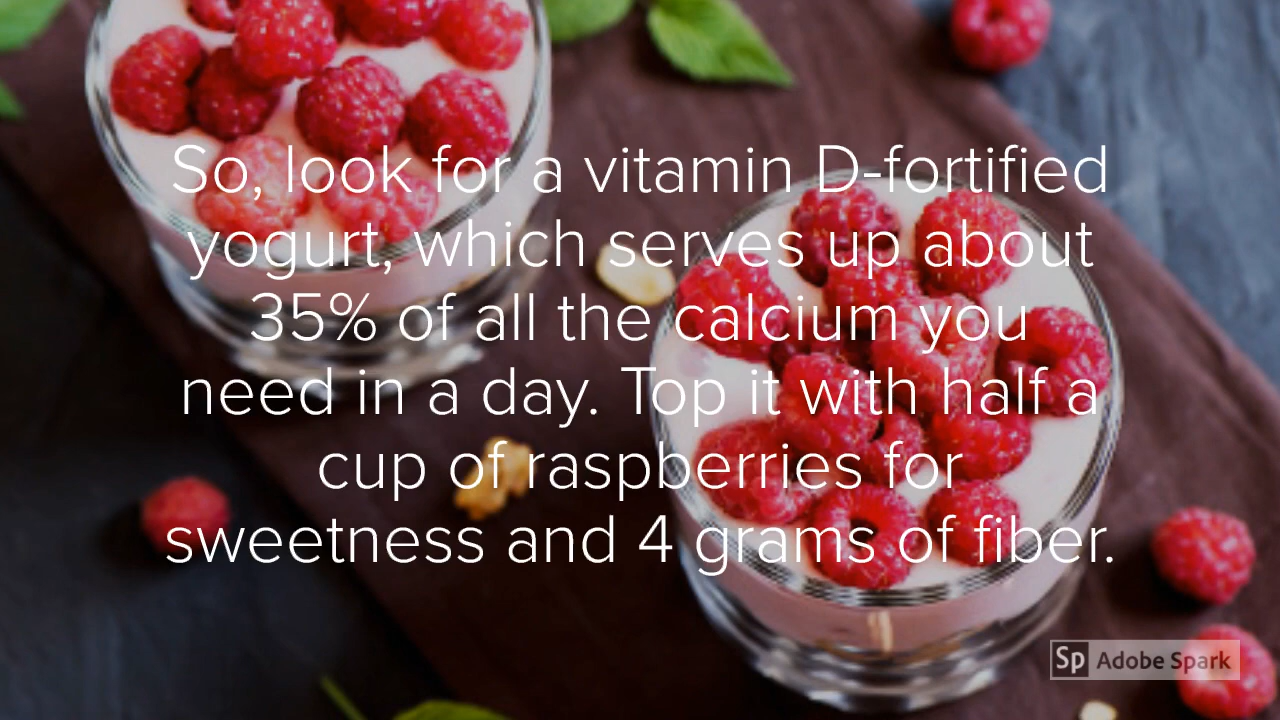 So, look for a vitamin D-fortified
yogurt, which serves up about
35% of all the calcium you
need in a day. Top it with half a
cup of raspberries for
sweetness and 4 grams of fiber.
Sp Adobe Spark